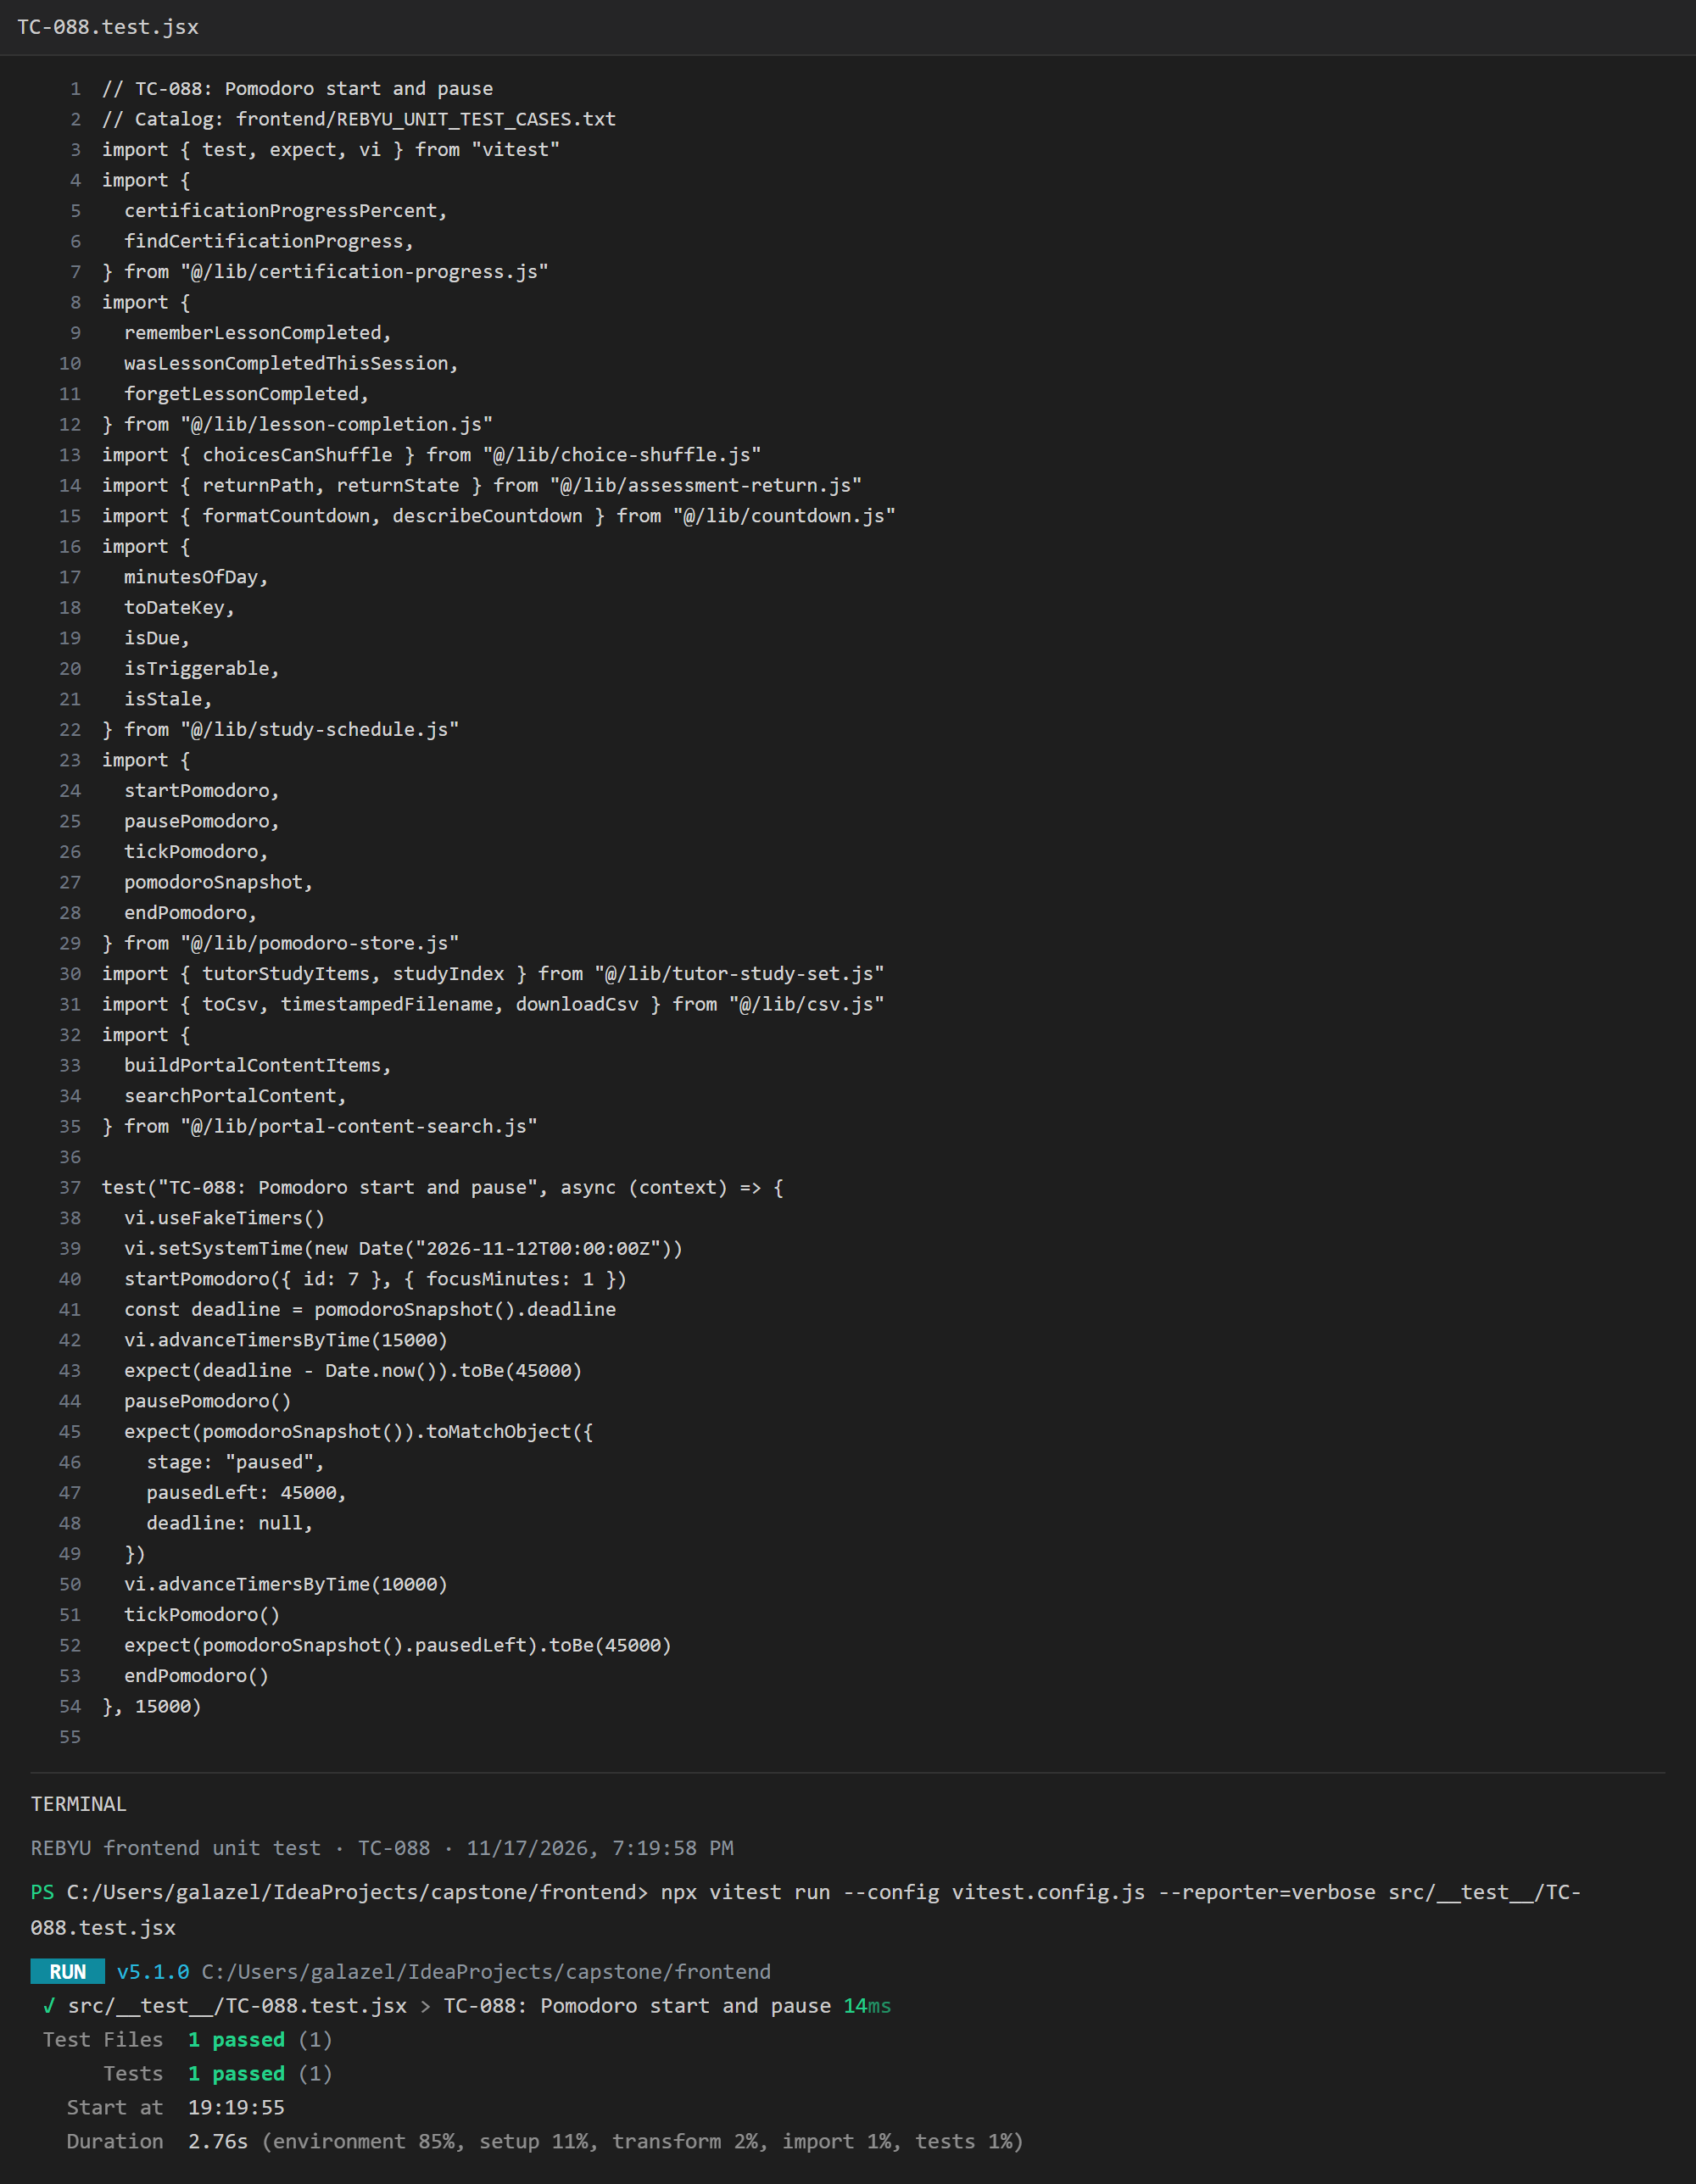 TC-088.test.jsx
1 // TC-088: Pomodoro start and pause
2 // Catalog: frontend/REBYU_UNIT_TEST_CASES.txt
3 import { test, expect, vi } from "vitest"
4 import {
5   certificationProgressPercent,
6   findCertificationProgress,
7 } from "@/lib/certification-progress.js"
8 import {
9   rememberLessonCompleted,
10   wasLessonCompletedThisSession,
11   forgetLessonCompleted,
12 } from "@/lib/lesson-completion.js"
13 import { choicesCanShuffle } from "@/lib/choice-shuffle.js"
14 import { returnPath, returnState } from "@/lib/assessment-return.js"
15 import { formatCountdown, describeCountdown } from "@/lib/countdown.js"
16 import {
17   minutesOfDay,
18   toDateKey,
19   isDue,
20   isTriggerable,
21   isStale,
22 } from "@/lib/study-schedule.js"
23 import {
24   startPomodoro,
25   pausePomodoro,
26   tickPomodoro,
27   pomodoroSnapshot,
28   endPomodoro,
29 } from "@/lib/pomodoro-store.js"
30 import { tutorStudyItems, studyIndex } from "@/lib/tutor-study-set.js"
31 import { toCsv, timestampedFilename, downloadCsv } from "@/lib/csv.js"
32 import {
33   buildPortalContentItems,
34   searchPortalContent,
35 } from "@/lib/portal-content-search.js"
36
37 test("TC-088: Pomodoro start and pause", async (context) => {
38   vi.useFakeTimers()
39   vi.setSystemTime(new Date("2026-11-12T00:00:00Z"))
40   startPomodoro({ id: 7 }, { focusMinutes: 1 })
41   const deadline = pomodoroSnapshot().deadline
42   vi.advanceTimersByTime(15000)
43   expect(deadline - Date.now()).toBe(45000)
44   pausePomodoro()
45   expect(pomodoroSnapshot()).toMatchObject({
46     stage: "paused",
47     pausedLeft: 45000,
48     deadline: null,
49   })
50   vi.advanceTimersByTime(10000)
51   tickPomodoro()
52   expect(pomodoroSnapshot().pausedLeft).toBe(45000)
53   endPomodoro()
54 }, 15000)
55
TERMINAL
REBYU frontend unit test · TC-088 · 11/17/2026, 7:19:58 PM
PS C:/Users/galazel/IdeaProjects/capstone/frontend> npx vitest run --config vitest.config.js --reporter=verbose src/__test__/TC-
088.test.jsx
RUN v5.1.0 C:/Users/galazel/IdeaProjects/capstone/frontend
✓ src/__test__/TC-088.test.jsx > TC-088: Pomodoro start and pause 14ms
Test Files 1 passed (1)
Tests 1 passed (1)
Start at 19:19:55
Duration 2.76s (environment 85%, setup 11%, transform 2%, import 1%, tests 1%)